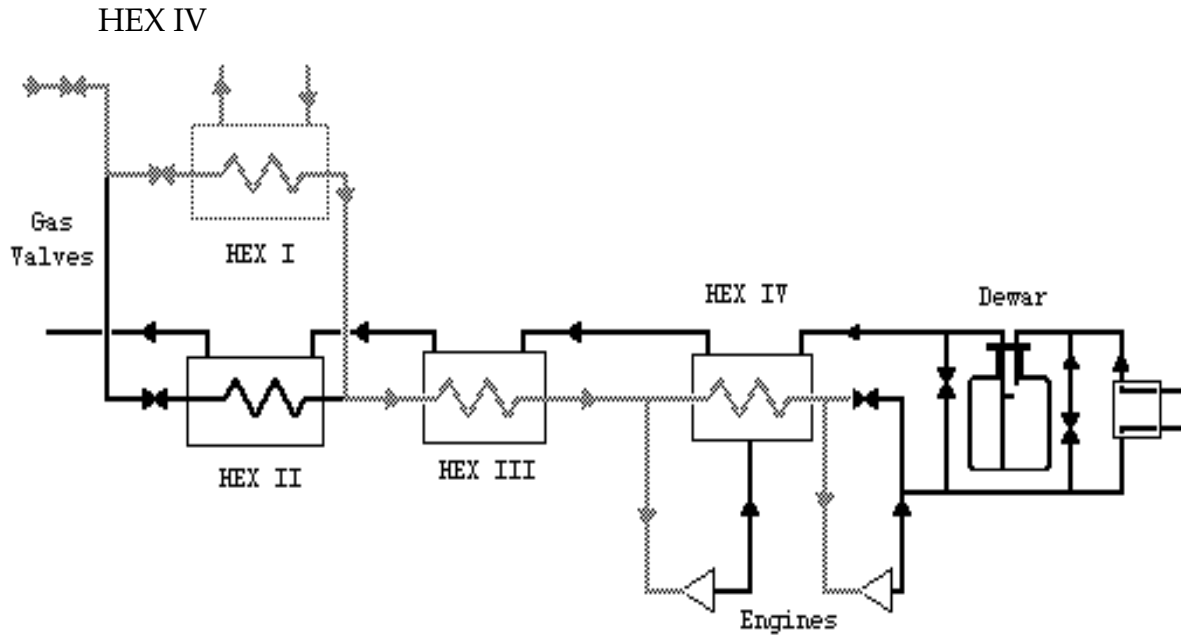 HEX IV
Gas
Valves
HEX I
HEX IV
Dewar
HEX II
HEX III
Engines